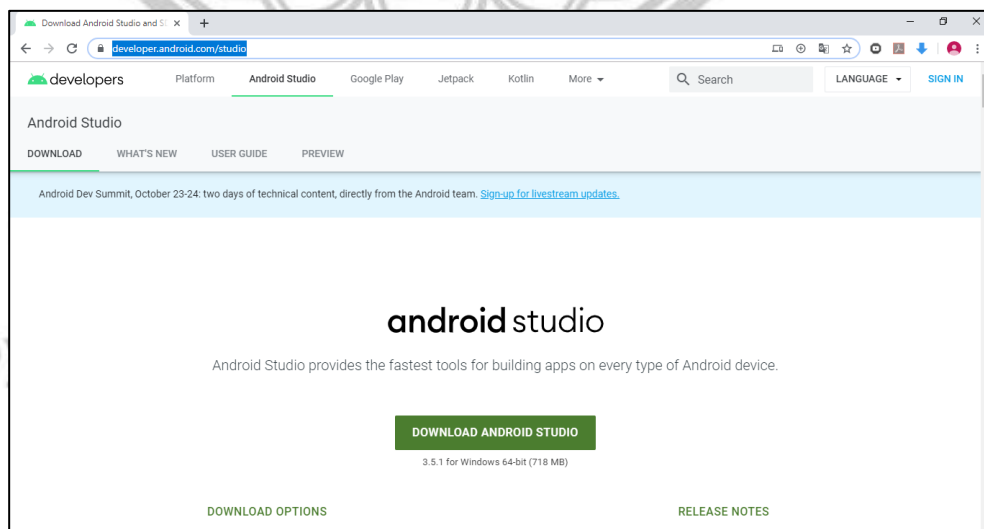 Download Android Studio and S
developer.android.com/studio
developers Platform Android Studio Google Play Jetpack Kotlin More Search LANGUAGE SIGN IN
Android Studio
DOWNLOAD WHAT'S NEW USER GUIDE PREVIEW
Android Dev Summit, October 23-24: two days of technical content, directly from the Android team. Sign-up for livestream updates.
android studio
Android Studio provides the fastest tools for building apps on every type of Android device.
DOWNLOAD ANDROID STUDIO
3.5.1 for Windows 64-bit (718 MB)
DOWNLOAD OPTIONS RELEASE NOTES